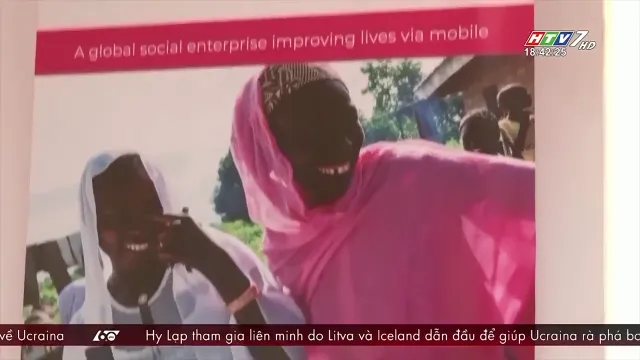 A global social enterprise improving lives via mobile
HTV7 HD
18:42:25
về Ucraina
60
Hy Lạp tham gia liên minh do Litva và Iceland dẫn đầu để giúp Ucraina rà phá bo